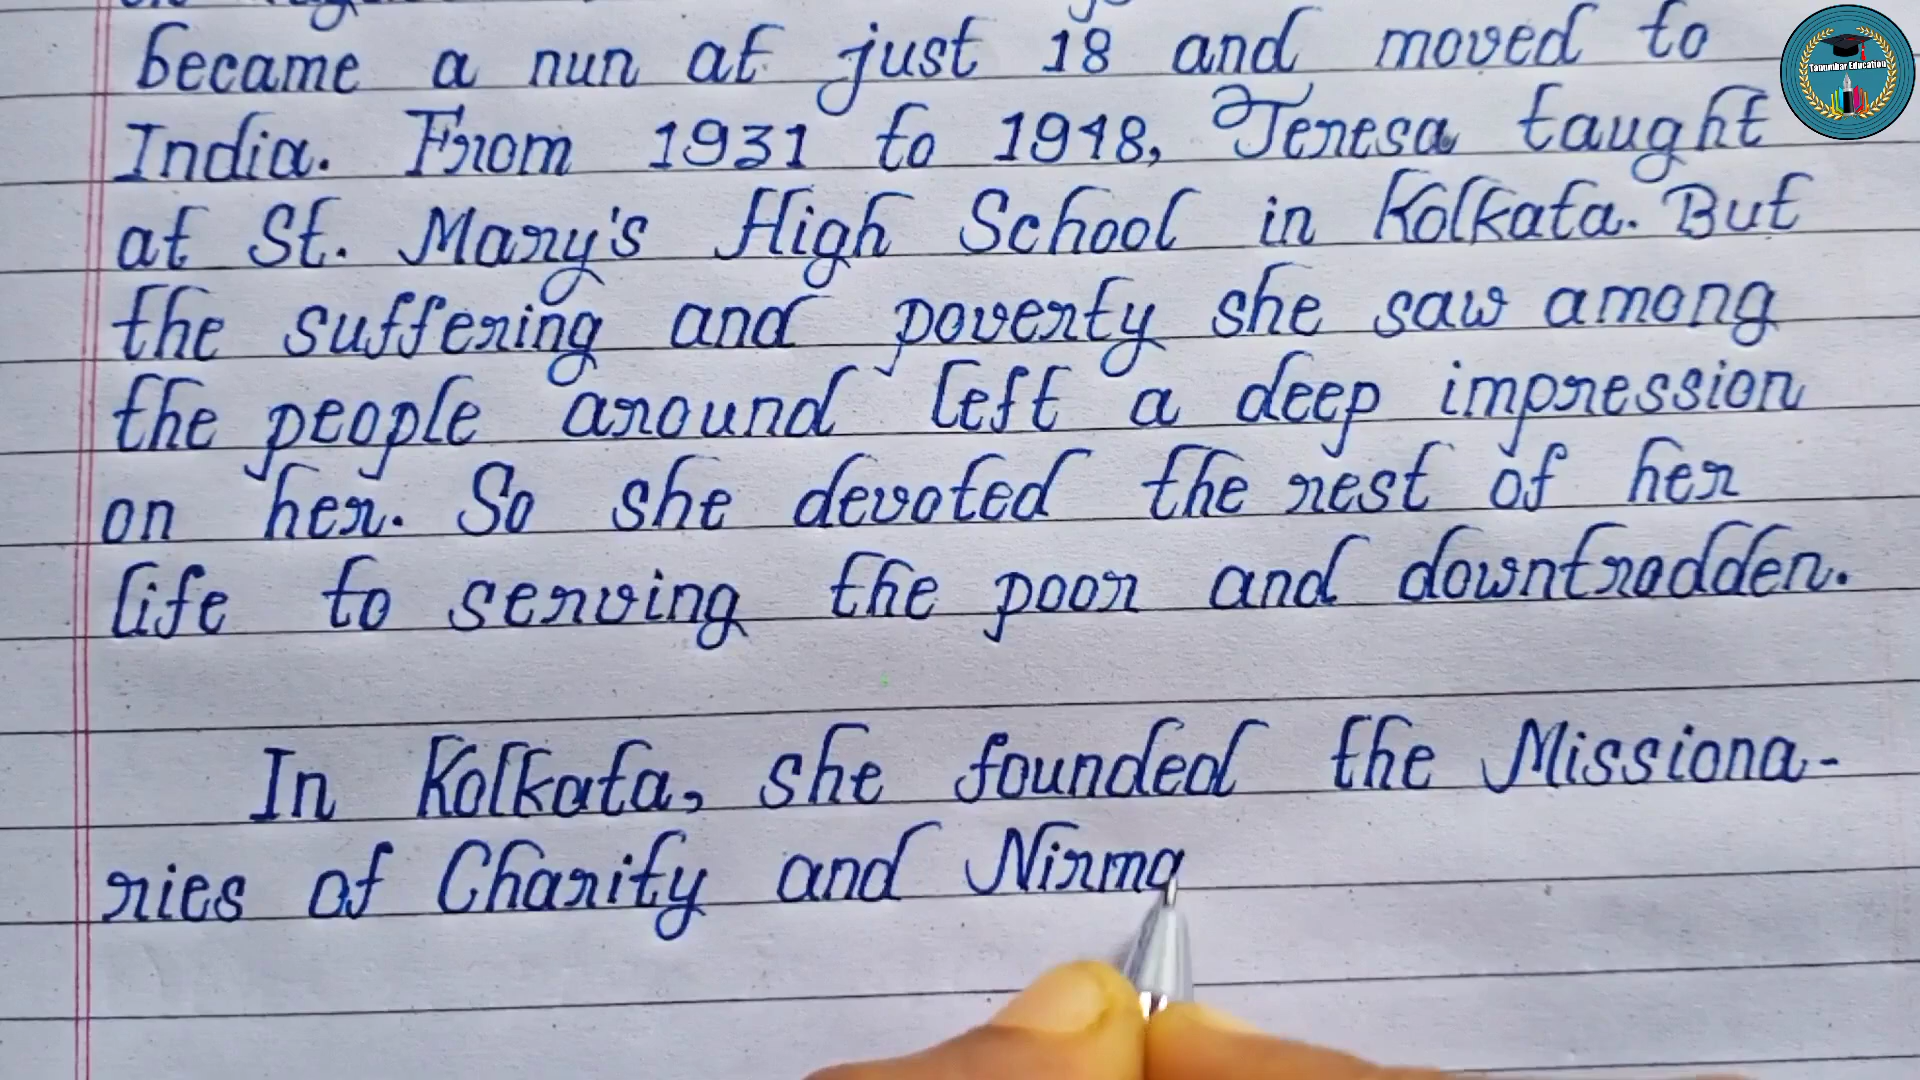 became a nun at just 18 and moved to
India. From 1931 to 1948, Teresa taught
at St. Mary's High School in Kolkata. But
the suffering and poverty she saw among
the people around left a deep impression
on her. So she devoted the rest of her
life to serving the poor and downtrodden.
In Kolkata, she founded the Missiona-
ries of Charity and Nirma
Tanumbar Education